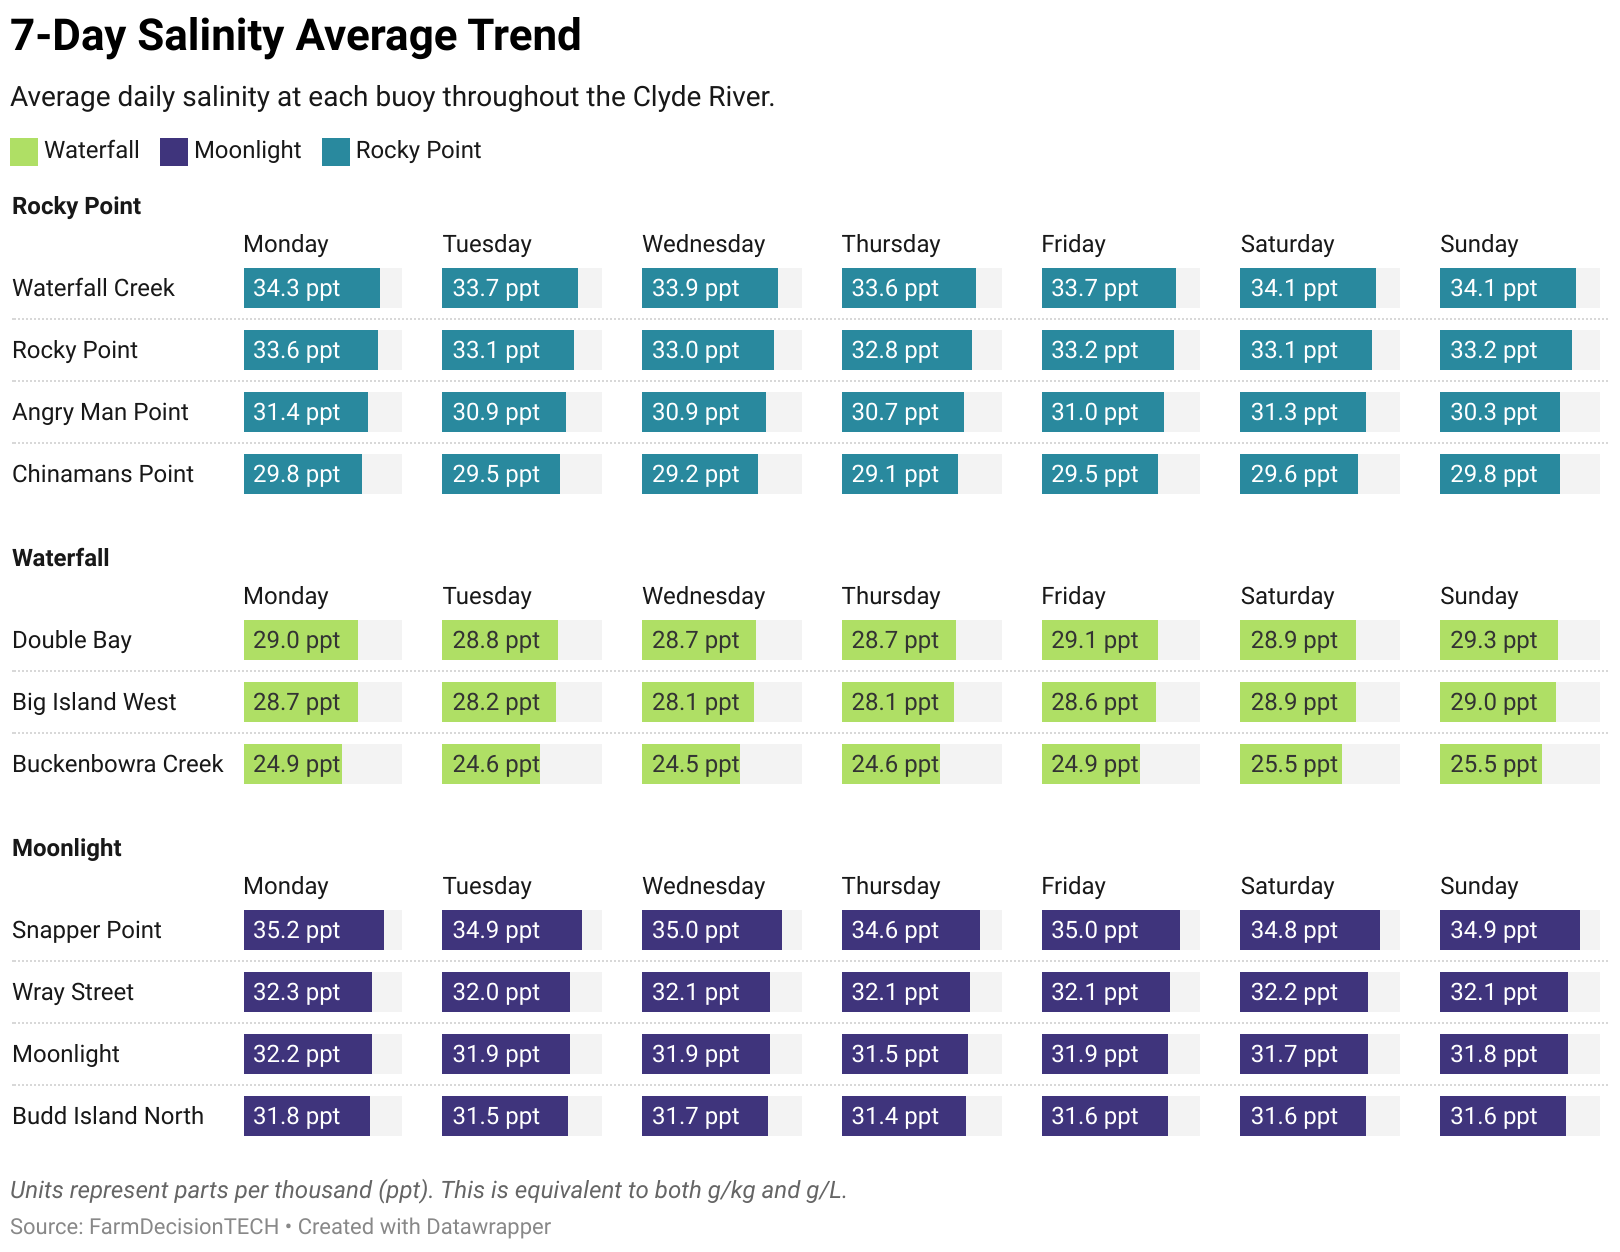 7-Day Salinity Average Trend
Average daily salinity at each buoy throughout the Clyde River.
Waterfall Moonlight Rocky Point
Rocky Point
Monday Tuesday Wednesday Thursday Friday Saturday Sunday
Waterfall Creek 34.3 ppt 33.7 ppt 33.9 ppt 33.6 ppt 33.7 ppt 34.1 ppt 34.1 ppt
Rocky Point 33.6 ppt 33.1 ppt 33.0 ppt 32.8 ppt 33.2 ppt 33.1 ppt 33.2 ppt
Angry Man Point 31.4 ppt 30.9 ppt 30.9 ppt 30.7 ppt 31.0 ppt 31.3 ppt 30.3 ppt
Chinamans Point 29.8 ppt 29.5 ppt 29.2 ppt 29.1 ppt 29.5 ppt 29.6 ppt 29.8 ppt
Waterfall
Monday Tuesday Wednesday Thursday Friday Saturday Sunday
Double Bay 29.0 ppt 28.8 ppt 28.7 ppt 28.7 ppt 29.1 ppt 28.9 ppt 29.3 ppt
Big Island West 28.7 ppt 28.2 ppt 28.1 ppt 28.1 ppt 28.6 ppt 28.9 ppt 29.0 ppt
Buckenbowra Creek 24.9 ppt 24.6 ppt 24.5 ppt 24.6 ppt 24.9 ppt 25.5 ppt 25.5 ppt
Moonlight
Monday Tuesday Wednesday Thursday Friday Saturday Sunday
Snapper Point 35.2 ppt 34.9 ppt 35.0 ppt 34.6 ppt 35.0 ppt 34.8 ppt 34.9 ppt
Wray Street 32.3 ppt 32.0 ppt 32.1 ppt 32.1 ppt 32.1 ppt 32.2 ppt 32.1 ppt
Moonlight 32.2 ppt 31.9 ppt 31.9 ppt 31.5 ppt 31.9 ppt 31.7 ppt 31.8 ppt
Budd Island North 31.8 ppt 31.5 ppt 31.7 ppt 31.4 ppt 31.6 ppt 31.6 ppt 31.6 ppt
Units represent parts per thousand (ppt). This is equivalent to both g/kg and g/L.
Source: FarmDecisionTECH • Created with Datawrapper